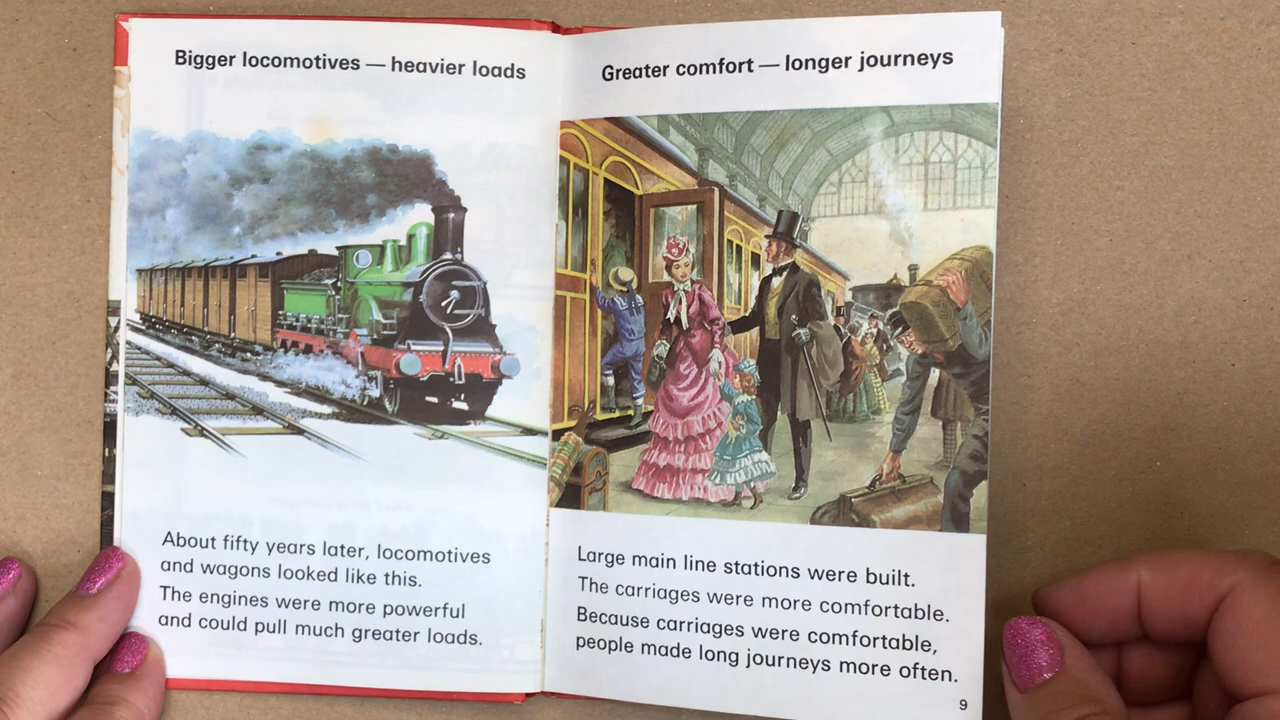 Bigger locomotives — heavier loads
About fifty years later, locomotives
and wagons looked like this.
The engines were more powerful
and could pull much greater loads.
Greater comfort — longer journeys
Large main line stations were built.
The carriages were more comfortable.
Because carriages were comfortable,
people made long journeys more often.
9